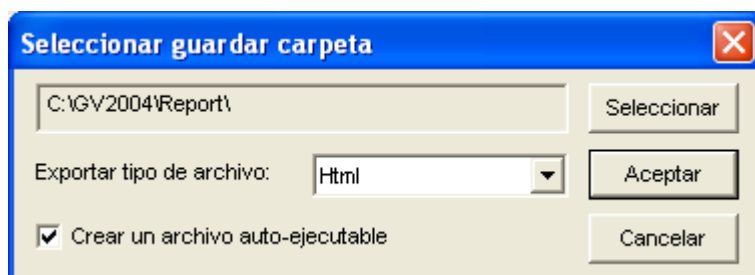 Seleccionar guardar carpeta
C:\GV2004\Report\
Seleccionar
Exportar tipo de archivo:
Html
Aceptar
Crear un archivo auto-ejecutable
Cancelar